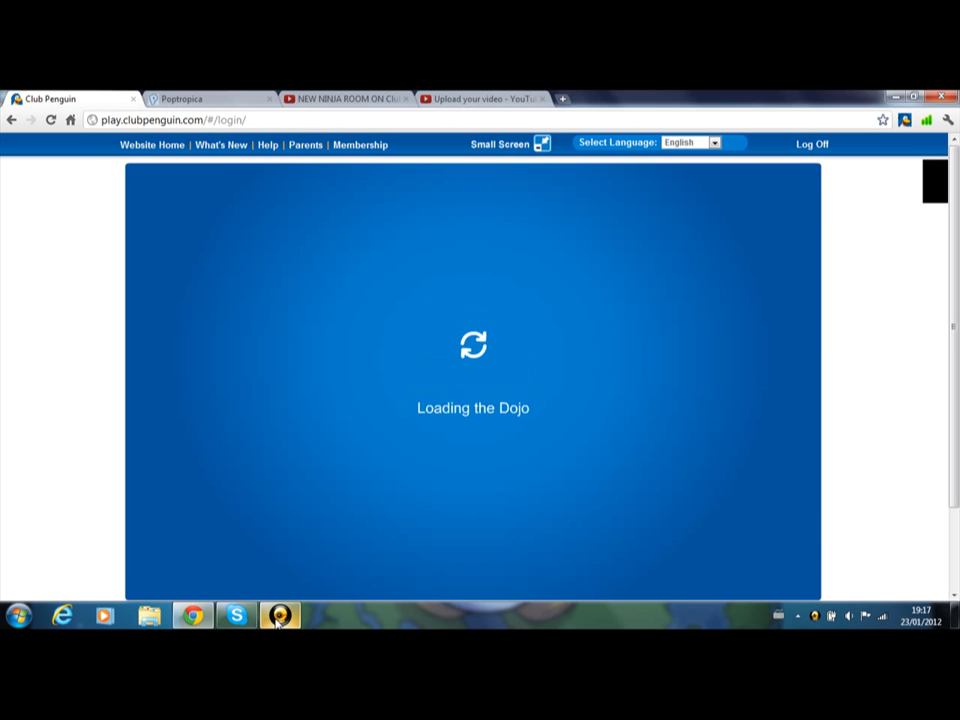 Club Penguin
Poptropica
NEW NINJA ROOM ON Clu
Upload your video - YouTu
play.clubpenguin.com/#/login/
Website Home | What's New | Help | Parents | Membership
Small Screen
Select Language: English
Log Off
Loading the Dojo
19:17
23/01/2012